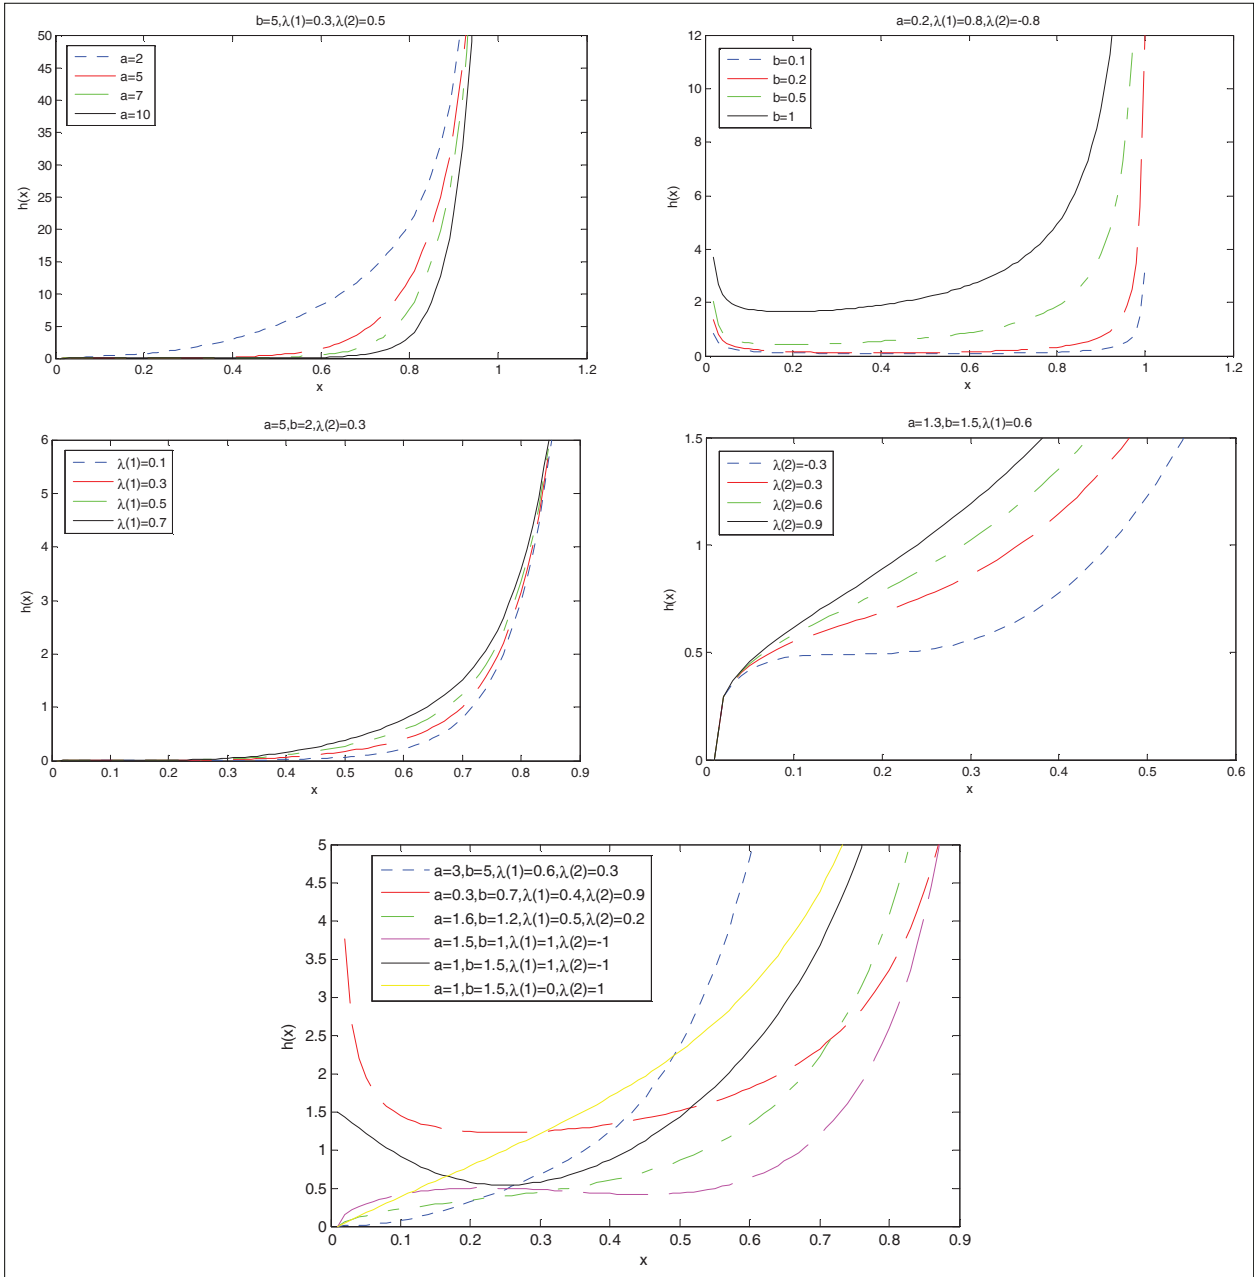 b=5,λ(1)=0.3,λ(2)=0.5
50
45
40
35
30
25
20
15
10
5
0
h(x)
a=2
a=5
a=7
a=10
0 0.2 0.4 0.6 0.8 1 1.2
x
a=0.2,λ(1)=0.8,λ(2)=-0.8
12
10
8
6
4
2
0
h(x)
b=0.1
b=0.2
b=0.5
b=1
0 0.2 0.4 0.6 0.8 1 1.2
x
a=5,b=2,λ(2)=0.3
6
5
4
3
2
1
0
h(x)
λ(1)=0.1
λ(1)=0.3
λ(1)=0.5
λ(1)=0.7
0 0.1 0.2 0.3 0.4 0.5 0.6 0.7 0.8 0.9
x
a=1.3,b=1.5,λ(1)=0.6
1.5
1
0.5
0
h(x)
λ(2)=-0.3
λ(2)=0.3
λ(2)=0.6
λ(2)=0.9
0 0.1 0.2 0.3 0.4 0.5 0.6
x
5
4.5
4
3.5
3
2.5
2
1.5
1
0.5
0
h(x)
a=3,b=5,λ(1)=0.6,λ(2)=0.3
a=0.3,b=0.7,λ(1)=0.4,λ(2)=0.9
a=1.6,b=1.2,λ(1)=0.5,λ(2)=0.2
a=1.5,b=1,λ(1)=1,λ(2)=-1
a=1,b=1.5,λ(1)=1,λ(2)=-1
a=1,b=1.5,λ(1)=0,λ(2)=1
0 0.1 0.2 0.3 0.4 0.5 0.6 0.7 0.8 0.9
x